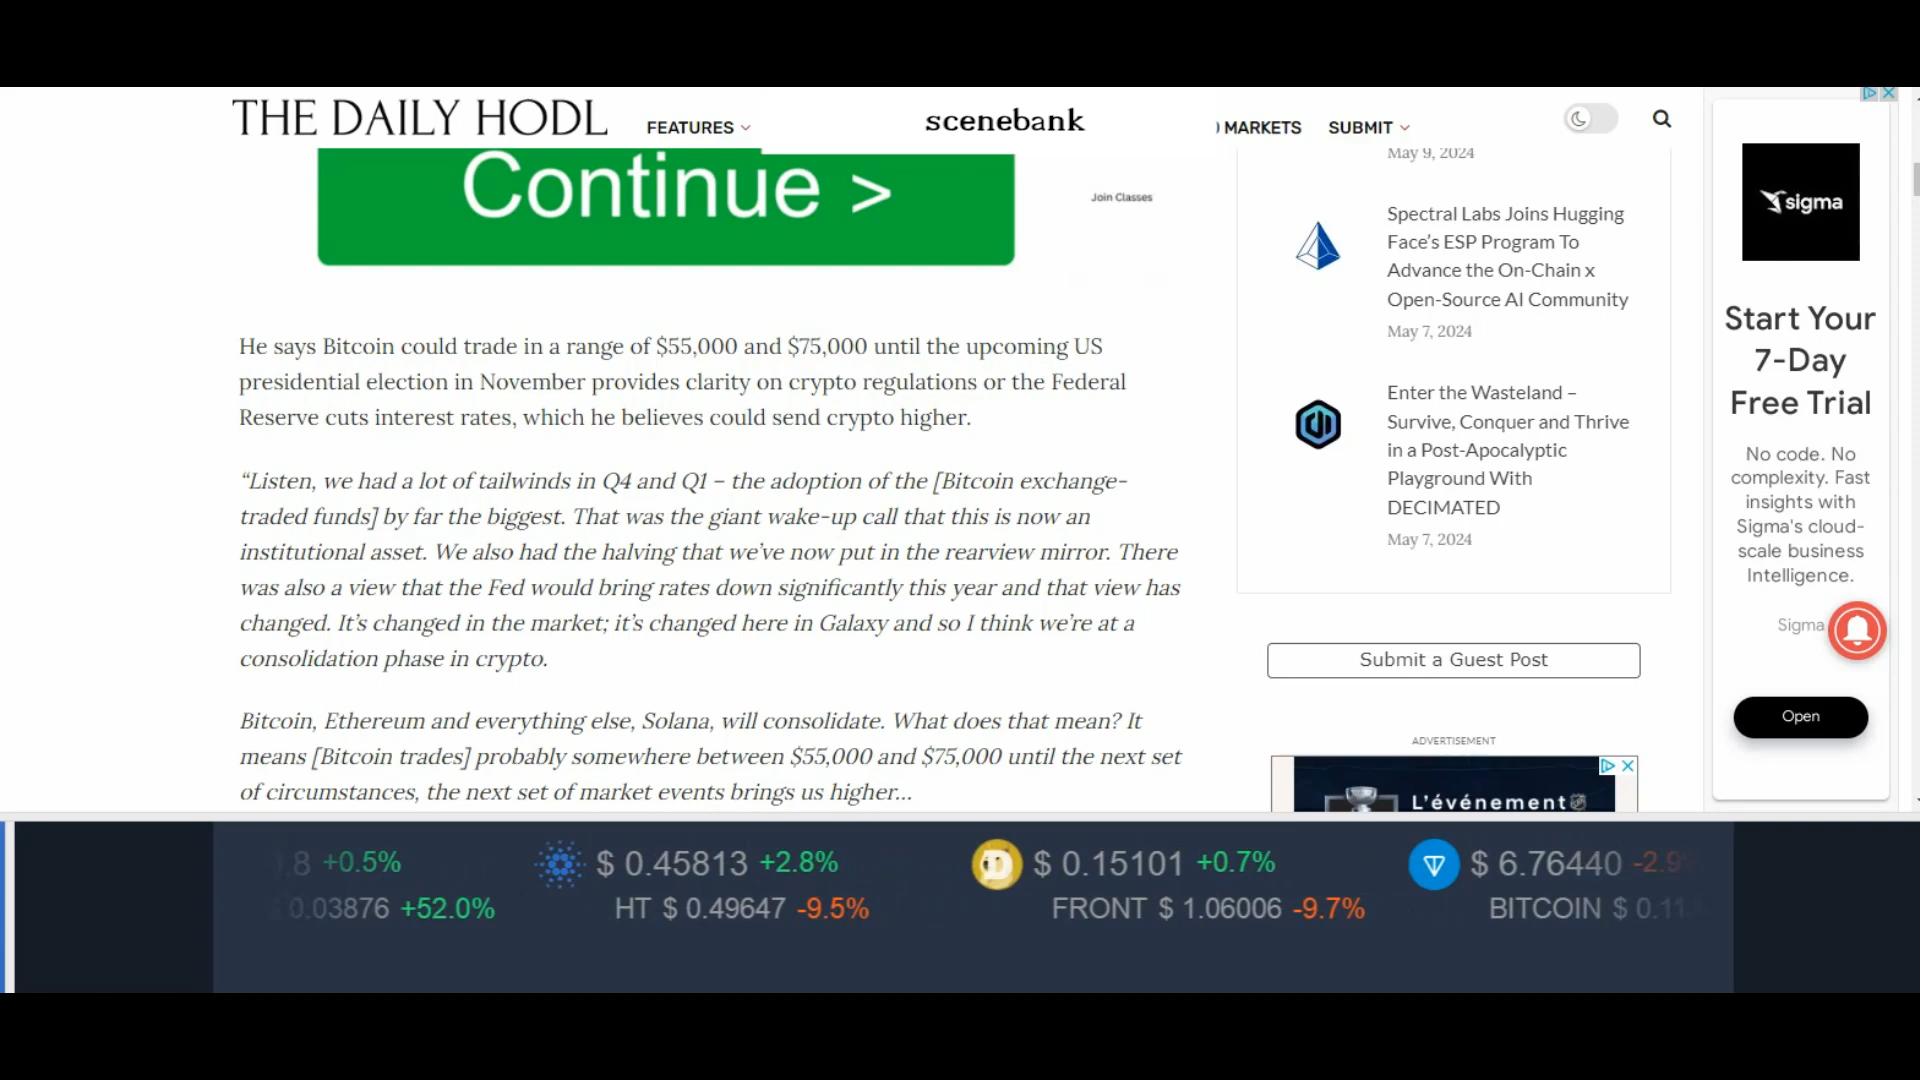 THE DAILY HODL
FEATURES
scenebank
MARKETS
SUBMIT
Continue >
Join Classes
He says Bitcoin could trade in a range of $55,000 and $75,000 until the upcoming US
presidential election in November provides clarity on crypto regulations or the Federal
Reserve cuts interest rates, which he believes could send crypto higher.
“Listen, we had a lot of tailwinds in Q4 and Q1 – the adoption of the [Bitcoin exchange-
traded funds] by far the biggest. That was the giant wake-up call that this is now an
institutional asset. We also had the halving that we’ve now put in the rearview mirror. There
was also a view that the Fed would bring rates down significantly this year and that view has
changed. It’s changed in the market; it’s changed here in Galaxy and so I think we’re at a
consolidation phase in crypto.
Bitcoin, Ethereum and everything else, Solana, will consolidate. What does that mean? It
means [Bitcoin trades] probably somewhere between $55,000 and $75,000 until the next set
of circumstances, the next set of market events brings us higher...
May 9, 2024
Spectral Labs Joins Hugging
Face’s ESP Program To
Advance the On-Chain x
Open-Source AI Community
May 7, 2024
Enter the Wasteland –
Survive, Conquer and Thrive
in a Post-Apocalyptic
Playground With
DECIMATED
May 7, 2024
Submit a Guest Post
ADVERTISEMENT
L'événement
sigma
Start Your
7-Day
Free Trial
No code. No
complexity. Fast
insights with
Sigma's cloud-
scale business
Intelligence.
Sigma
Open
.8 +0.5% $ 0.45813 +2.8% $ 0.15101 +0.7% $ 6.76440 -2.9
0.03876 +52.0% HT $ 0.49647 -9.5% FRONT $ 1.06006 -9.7% BITCOIN $ 0.11